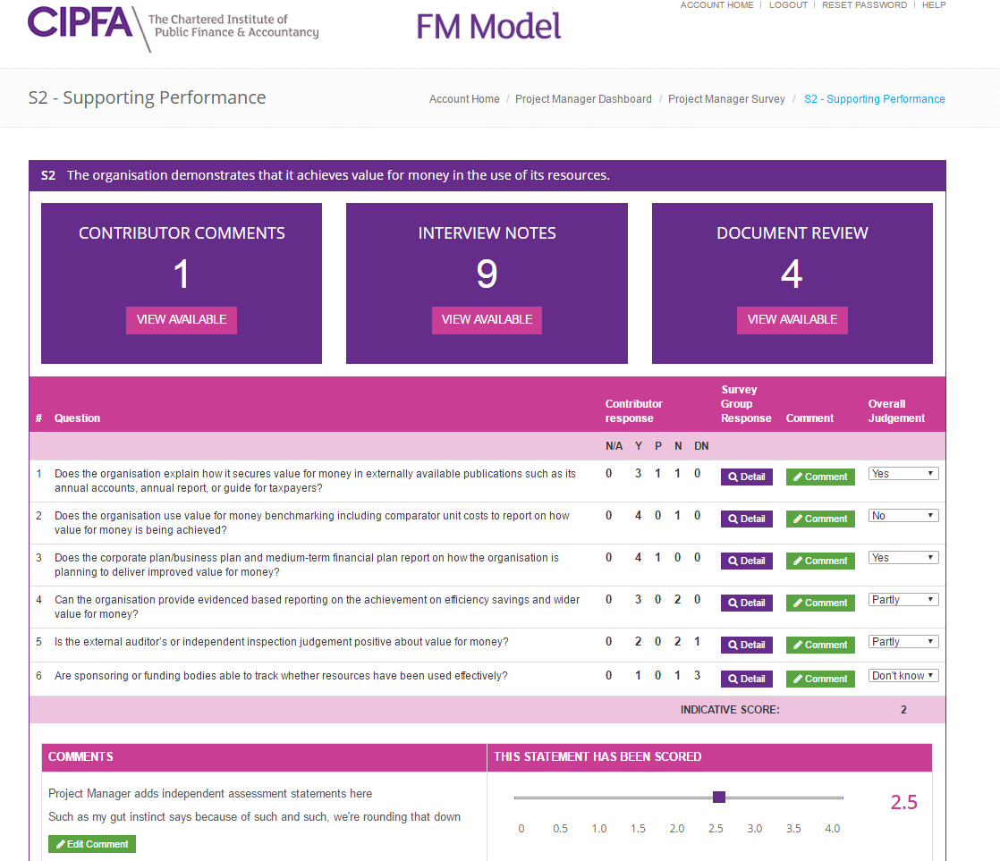 ACCOUNT HOME | LOGOUT | RESET PASSWORD | HELP
CIPFA The Chartered Institute of
Public Finance & Accountancy
FM Model
S2 - Supporting Performance
Account Home / Project Manager Dashboard / Project Manager Survey / S2 - Supporting Performance
S2 The organisation demonstrates that it achieves value for money in the use of its resources.
CONTRIBUTOR COMMENTS
1
VIEW AVAILABLE
INTERVIEW NOTES
9
VIEW AVAILABLE
DOCUMENT REVIEW
4
VIEW AVAILABLE
# Question
Contributor
response
Survey
Group
Response
Comment
Overall
Judgement
N/A Y P N DN
1 Does the organisation explain how it secures value for money in externally available publications such as its
annual accounts, annual report, or guide for taxpayers?
0 3 1 1 0 Detail Comment Yes
2 Does the organisation use value for money benchmarking including comparator unit costs to report on how
value for money is being achieved?
0 4 0 1 0 Detail Comment No
3 Does the corporate plan/business plan and medium-term financial plan report on how the organisation is
planning to deliver improved value for money?
0 4 1 0 0 Detail Comment Yes
4 Can the organisation provide evidenced based reporting on the achievement on efficiency savings and wider
value for money?
0 3 0 2 0 Detail Comment Partly
5 Is the external auditor's or independent inspection judgement positive about value for money?
0 2 0 2 1 Detail Comment Partly
6 Are sponsoring or funding bodies able to track whether resources have been used effectively?
0 1 0 1 3 Detail Comment Don't know
INDICATIVE SCORE: 2
COMMENTS
Project Manager adds independent assessment statements here
Such as my gut instinct says because of such and such, we're rounding that down
Edit Comment
THIS STATEMENT HAS BEEN SCORED
2.5
0 0.5 1.0 1.5 2.0 2.5 3.0 3.5 4.0